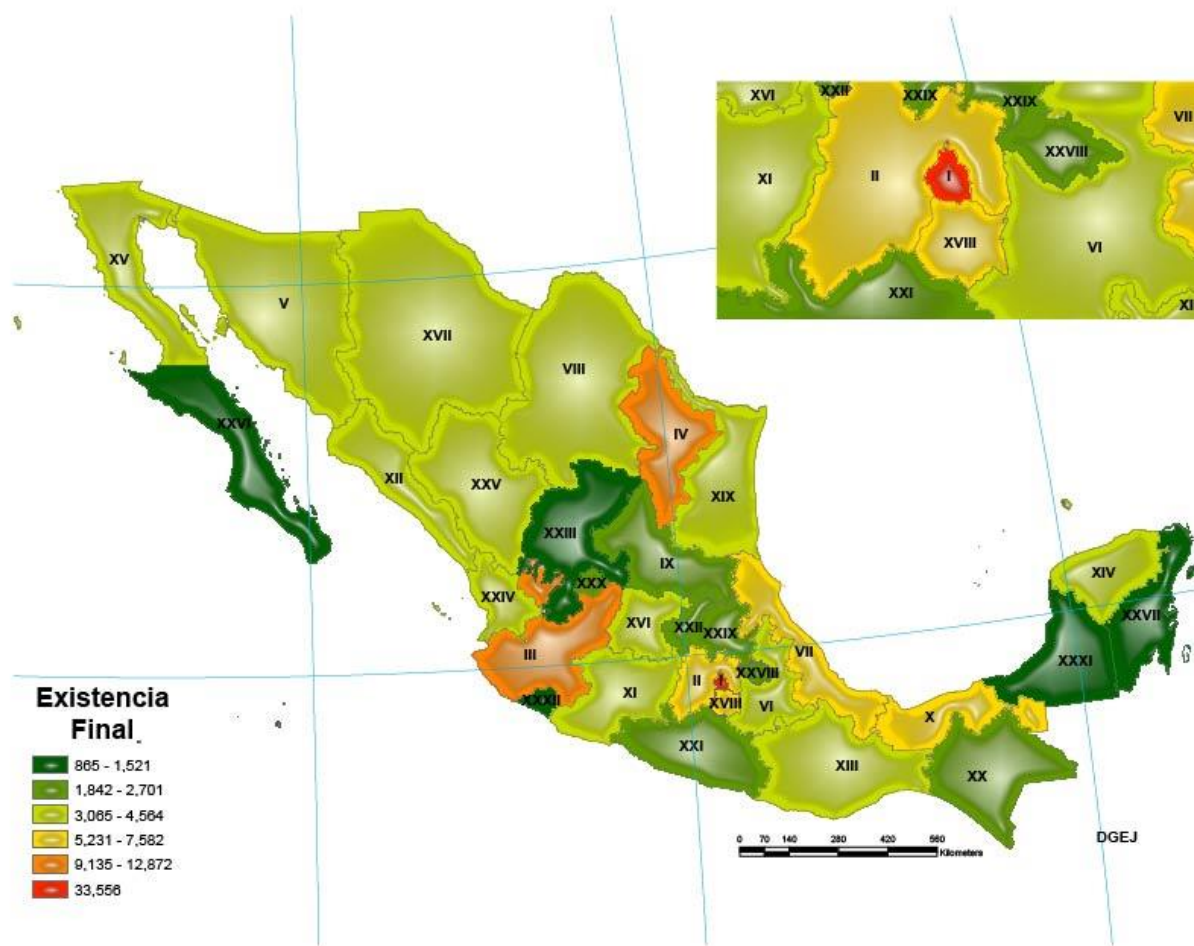 XVI
XXII
XXIX
XXIX
VII
XXVIII
XI
II
I
XVIII
VI
XXI
XI
XV
V
XVII
VIII
IV
XXVI
XII
XXV
XIX
XXIII
IX
XXX
XXIV
XIV
XXVII
XVI
XXII
XXIX
III
VII
XXXI
XXVIII
II
I
XI
XXXII
XVIII
VI
X
XXI
XIII
XX
Existencia
Final
865 - 1,521
1,842 - 2,701
3,065 - 4,564
5,231 - 7,582
9,135 - 12,872
33,556
0 70 140 280 420 560
Kilometers
DGEJ